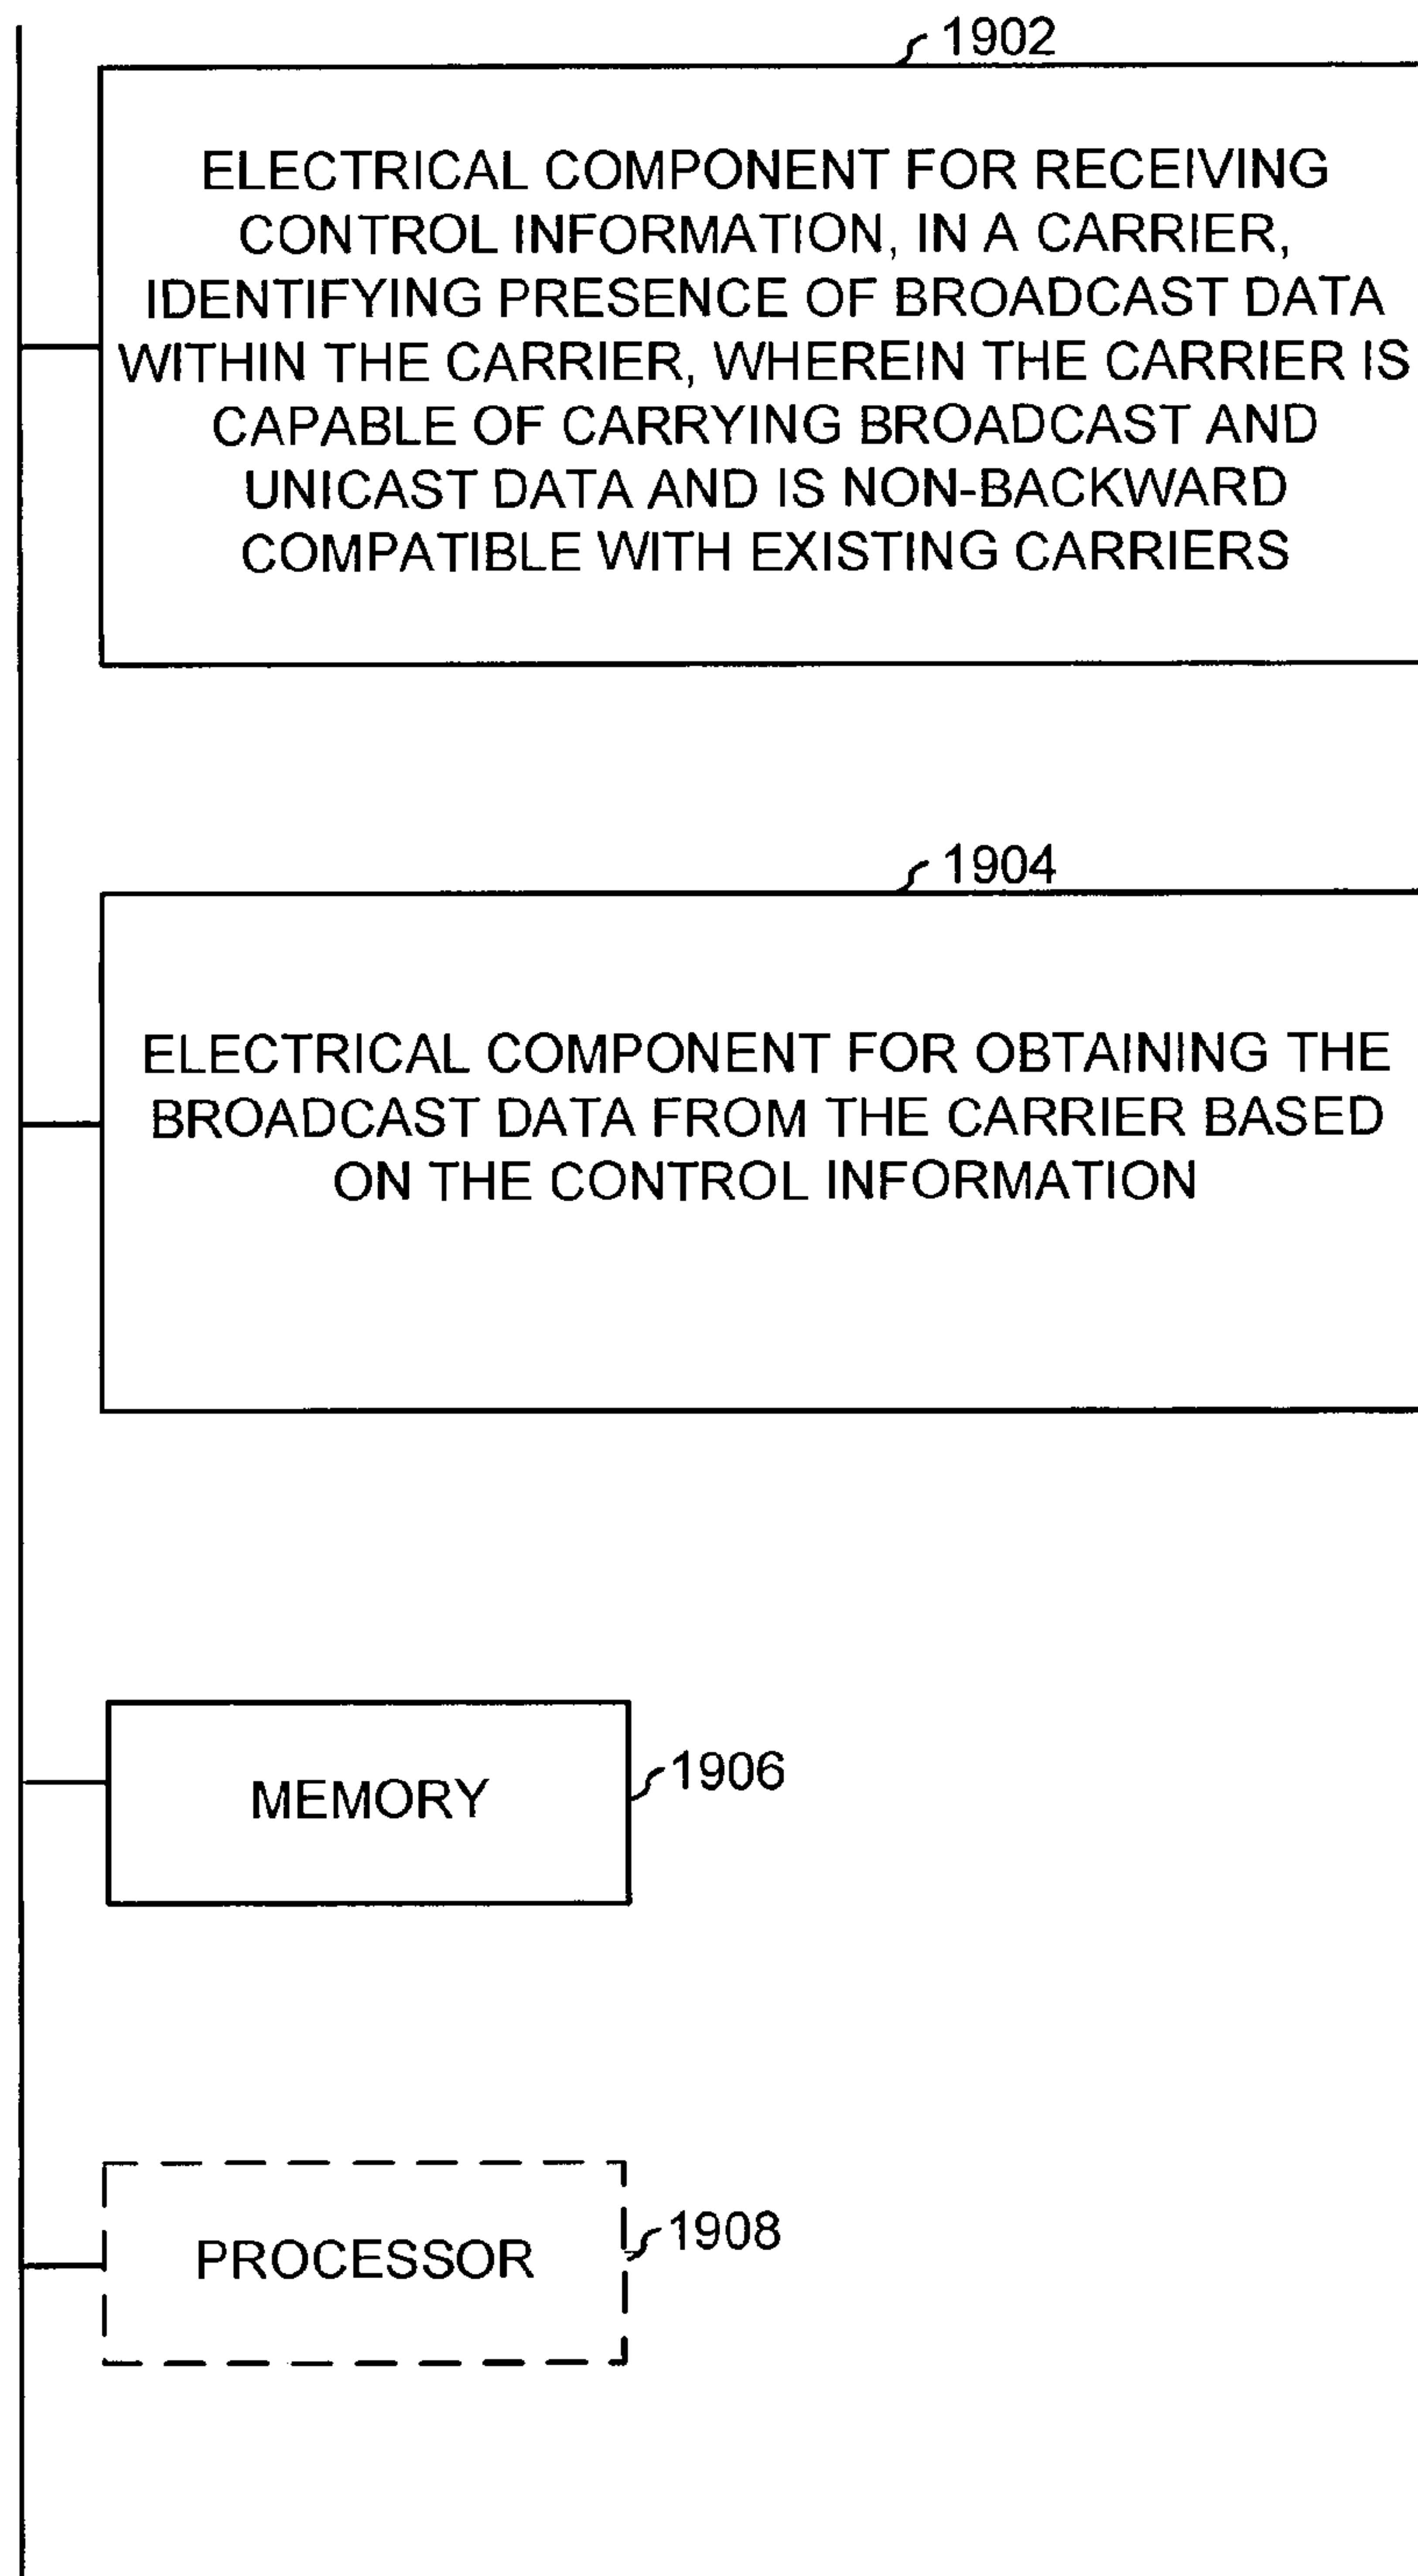 1902
ELECTRICAL COMPONENT FOR RECEIVING
CONTROL INFORMATION, IN A CARRIER,
IDENTIFYING PRESENCE OF BROADCAST DATA
WITHIN THE CARRIER, WHEREIN THE CARRIER IS
CAPABLE OF CARRYING BROADCAST AND
UNICAST DATA AND IS NON-BACKWARD
COMPATIBLE WITH EXISTING CARRIERS
1904
ELECTRICAL COMPONENT FOR OBTAINING THE
BROADCAST DATA FROM THE CARRIER BASED
ON THE CONTROL INFORMATION
MEMORY
1906
PROCESSOR
1908